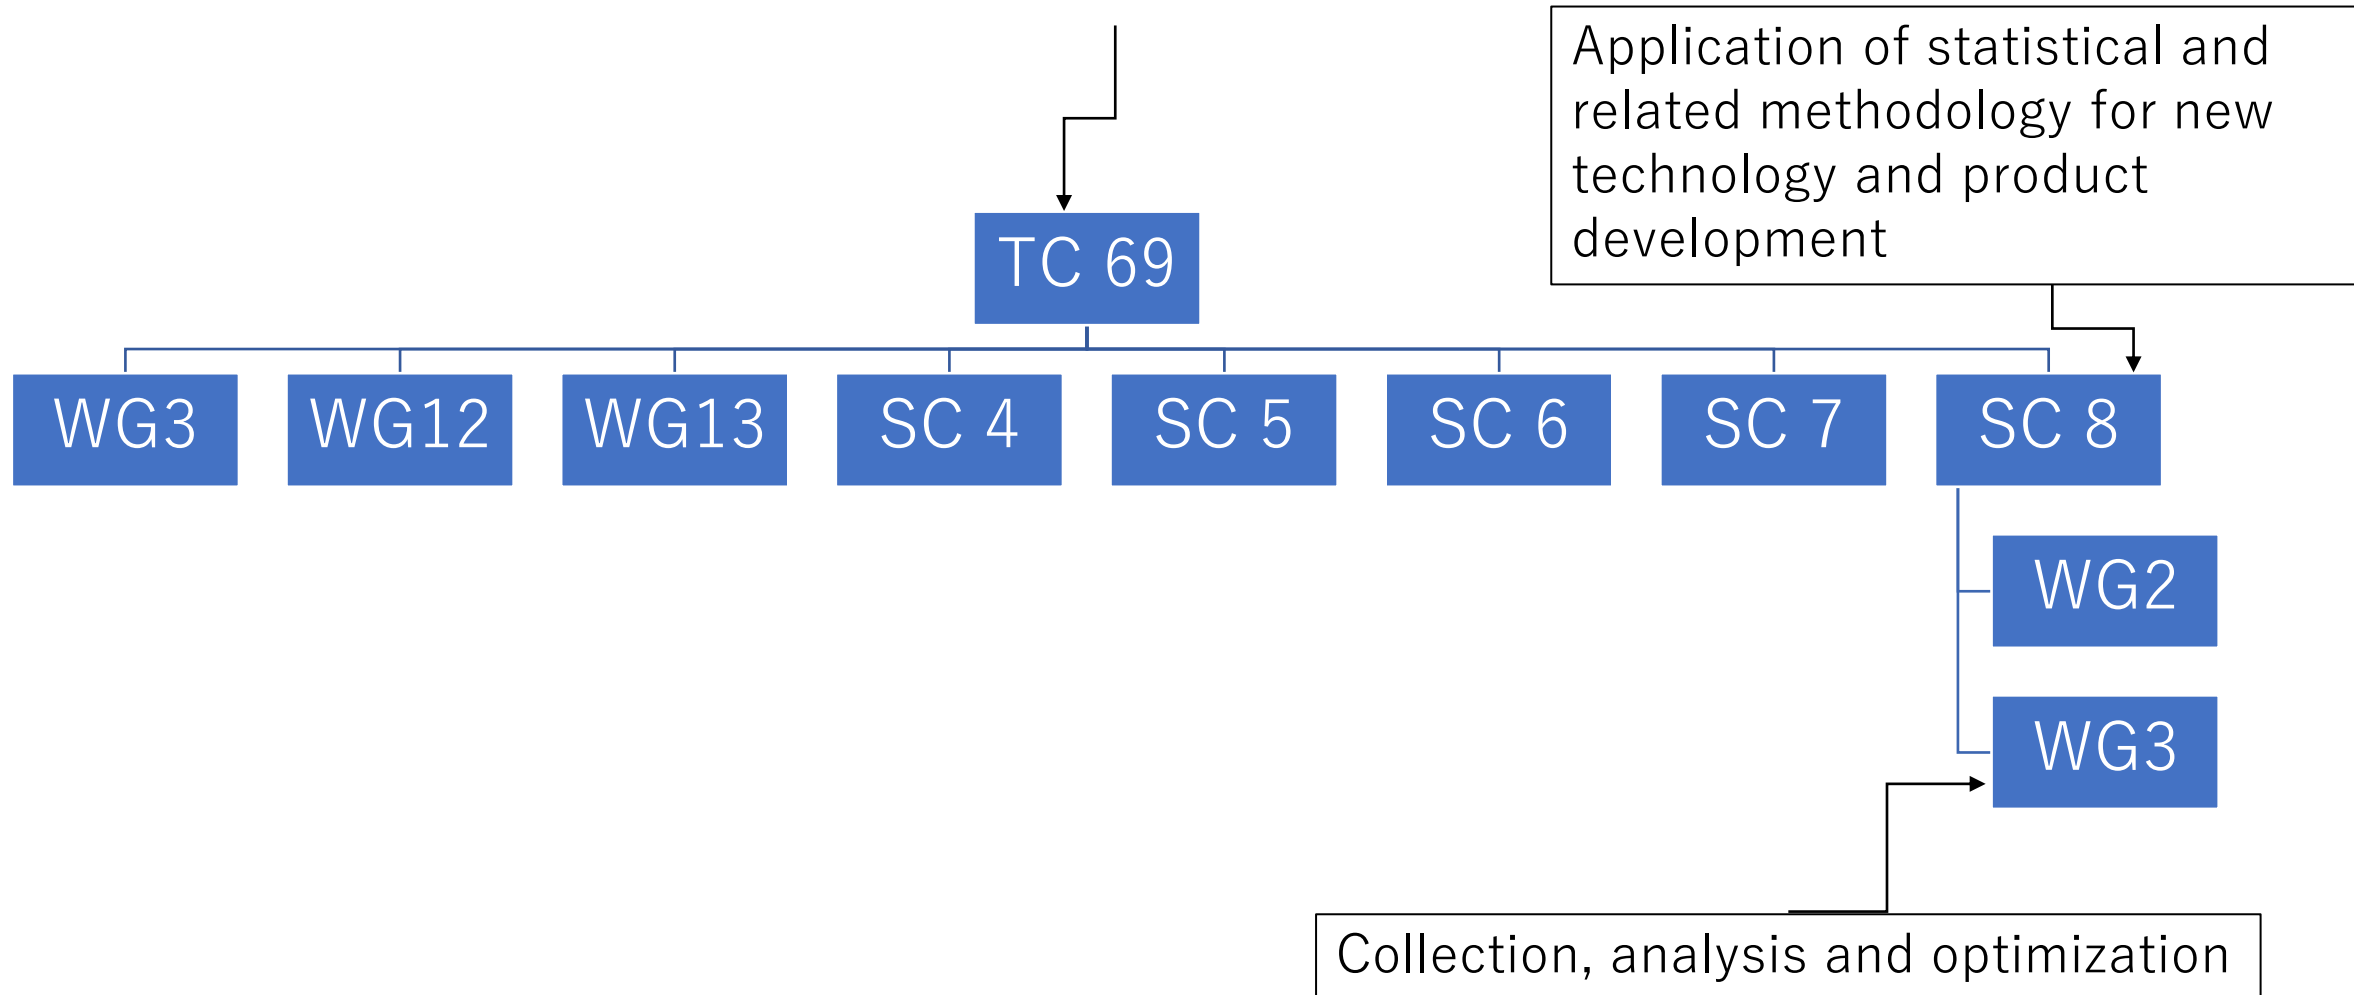 Application of statistical and
related methodology for new
technology and product
development
TC 69
WG3
WG12
WG13
SC 4
SC 5
SC 6
SC 7
SC 8
WG2
WG3
Collection, analysis and optimization